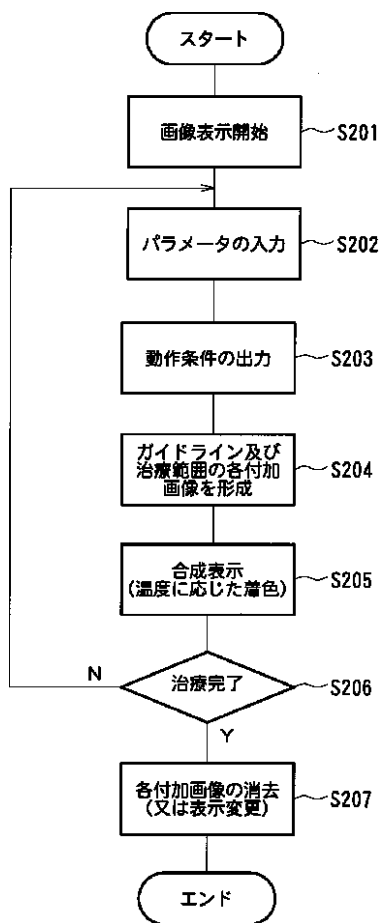 スタート
画像表示開始
S201
パラメータの入力
S202
動作条件の出力
S203
ガイドライン及び
治療範囲の各付加
画像を形成
S204
合成表示
(温度に応じた着色)
S205
治療完了
S206
N
Y
各付加画像の消去
(又は表示変更)
S207
エンド